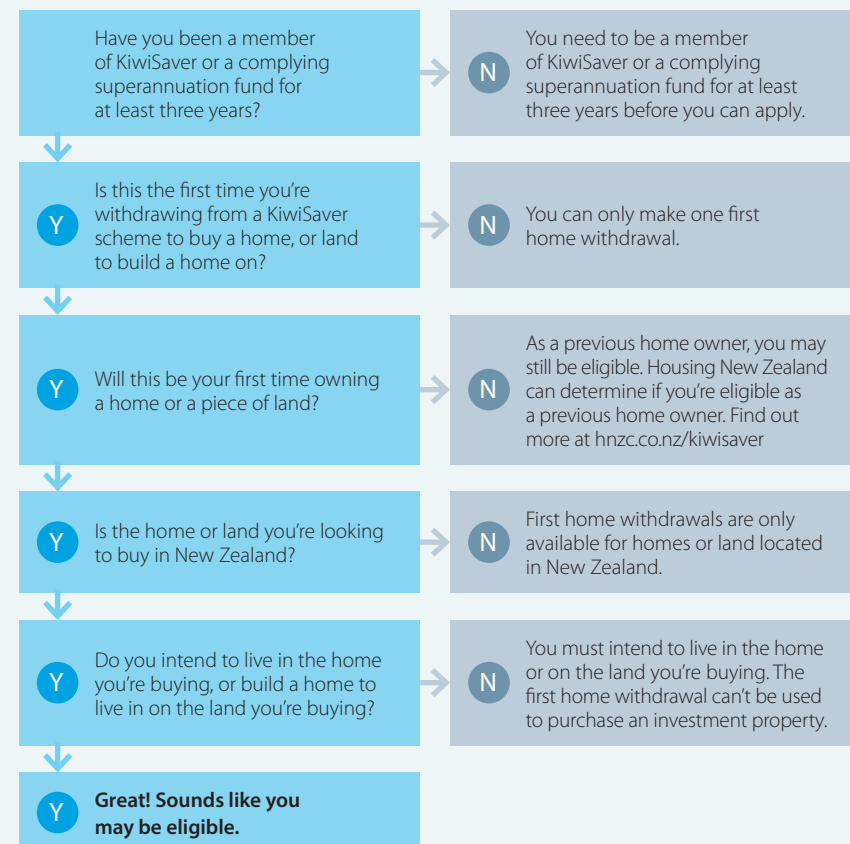 Have you been a member
of KiwiSaver or a complying
superannuation fund for
at least three years?
N
You need to be a member
of KiwiSaver or a complying
superannuation fund for at least
three years before you can apply.
Y
Is this the first time you're
withdrawing from a KiwiSaver
scheme to buy a home, or land
to build a home on?
N
You can only make one first
home withdrawal.
Y
Will this be your first time owning
a home or a piece of land?
N
As a previous home owner, you may
still be eligible. Housing New Zealand
can determine if you're eligible as
a previous home owner. Find out
more at hnzc.co.nz/kiwisaver
Y
Is the home or land you're looking
to buy in New Zealand?
N
First home withdrawals are only
available for homes or land located
in New Zealand.
Y
Do you intend to live in the home
you're buying, or build a home to
live in on the land you're buying?
N
You must intend to live in the home
or on the land you're buying. The
first home withdrawal can't be used
to purchase an investment property.
Y
Great! Sounds like you
may be eligible.